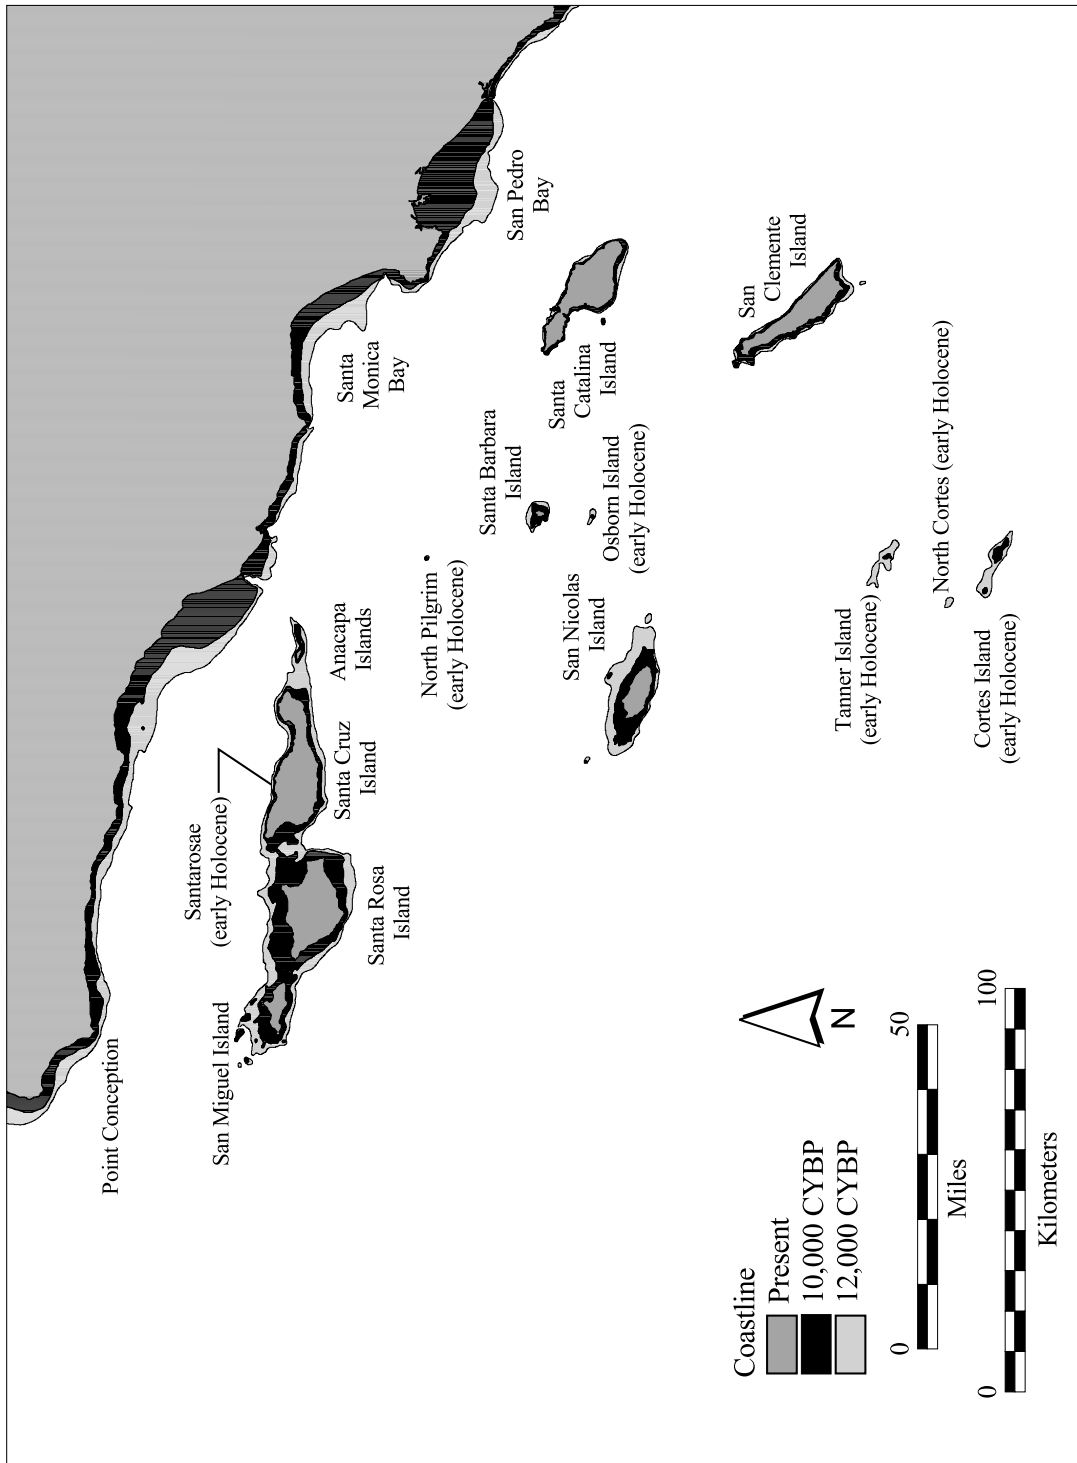 Point Conception
San Miguel Island
Santarosae
(early Holocene)
Santa Rosa
Island
Santa Cruz
Island
Anacapa
Islands
North Pilgrim
(early Holocene)
Santa
Monica
Bay
San Pedro
Bay
Santa Barbara
Island
Santa
Catalina
Island
Osborn Island
(early Holocene)
San Nicolas
Island
San
Clemente
Island
Tanner Island
(early Holocene)
North Cortes (early Holocene)
Cortes Island
(early Holocene)
N
Coastline
Present
10,000 CYBP
12,000 CYBP
0 50
Miles
0 100
Kilometers